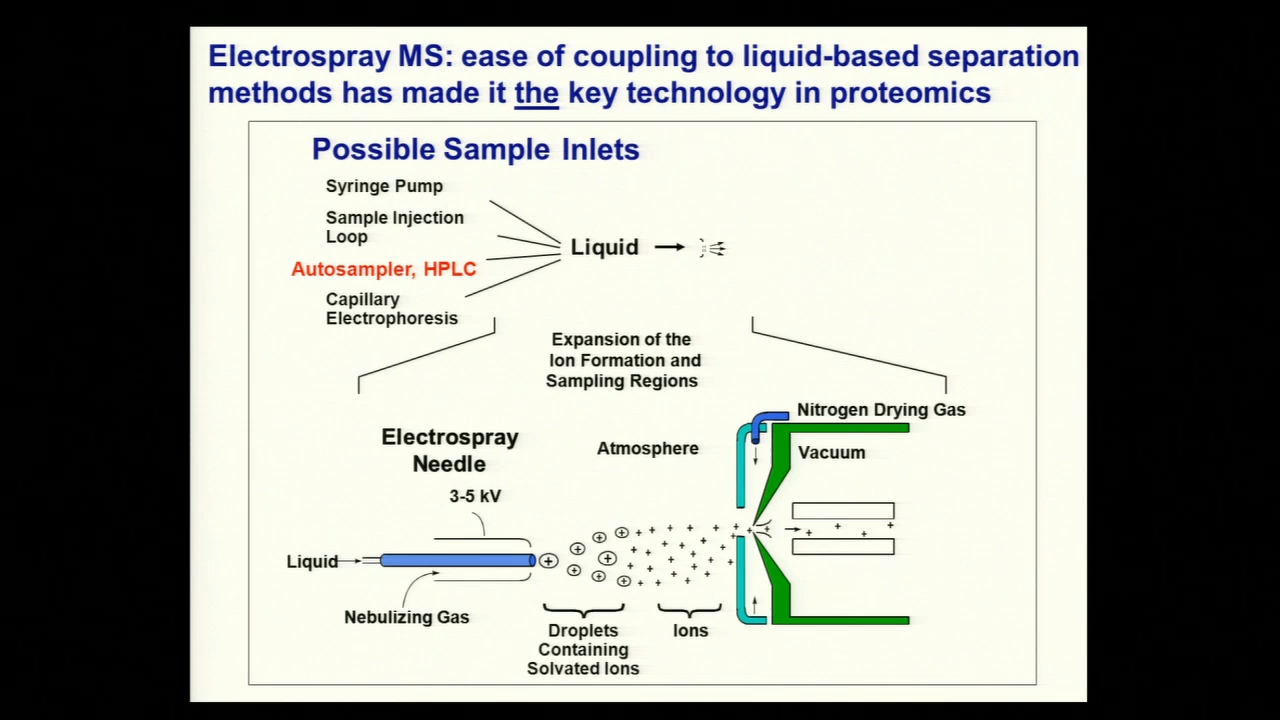 Electrospray MS: ease of coupling to liquid-based separation
methods has made it the key technology in proteomics
Possible Sample Inlets
Syringe Pump
Sample Injection
Loop
Autosampler, HPLC
Capillary
Electrophoresis
Liquid
Expansion of the
Ion Formation and
Sampling Regions
Nitrogen Drying Gas
Electrospray
Needle
Atmosphere
Vacuum
3-5 kV
Liquid
Nebulizing Gas
Droplets
Containing
Solvated Ions
Ions